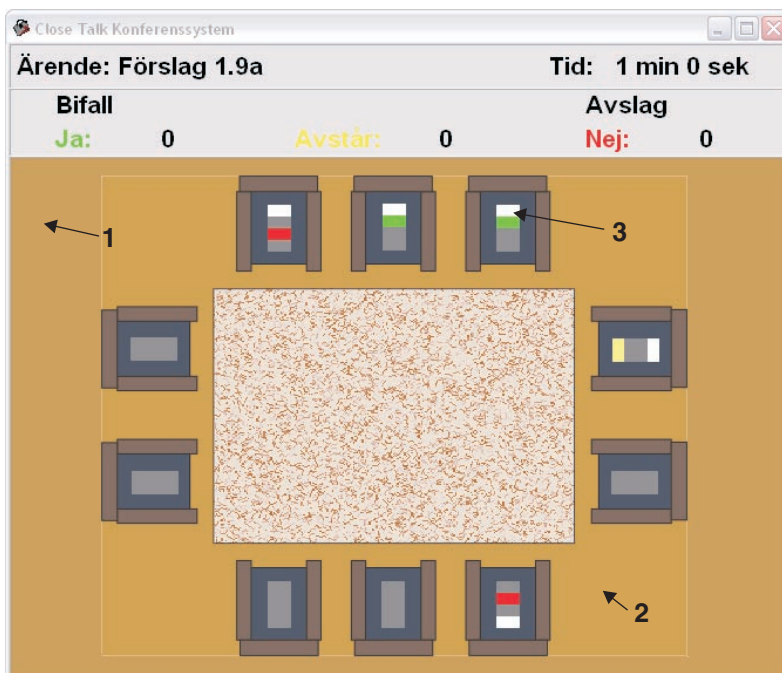 Close Talk Konferenssystem
Ärende: Förslag 1.9a Tid: 1 min 0 sek
Bifall Avslag
Ja: 0 Avstår: 0 Nej: 0
1
3
2